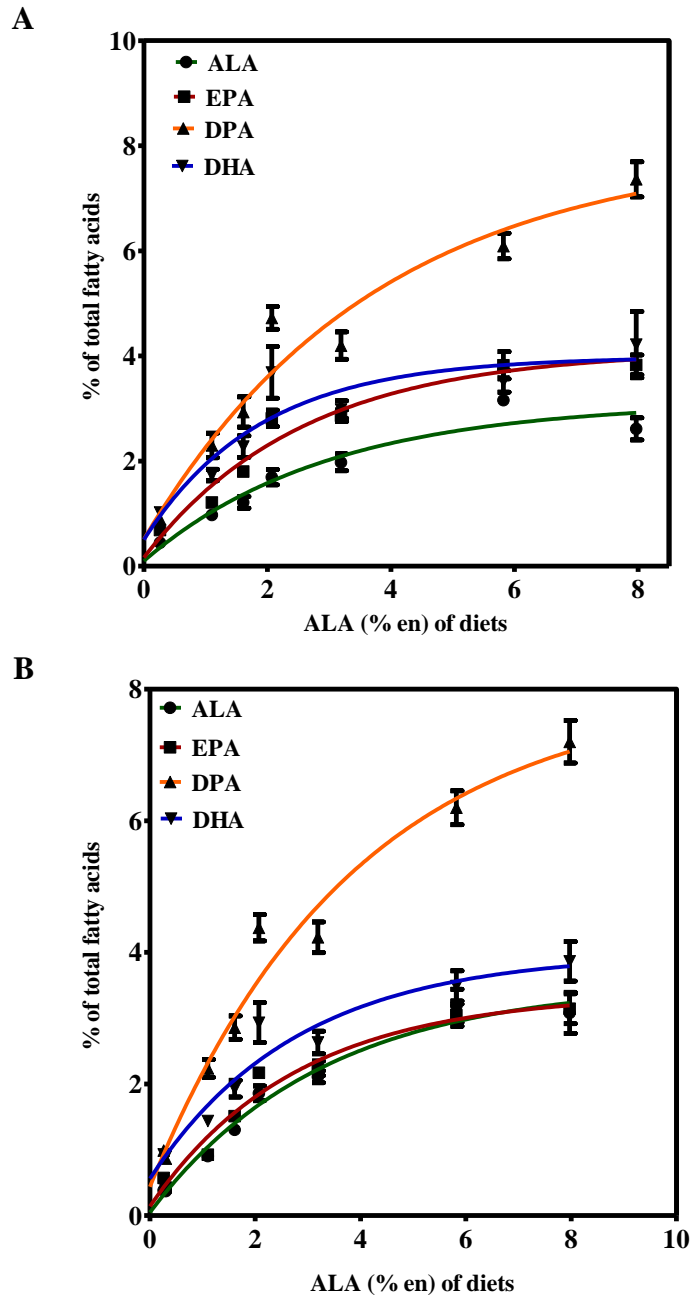 A
10
8
6
4
2
0
% of total fatty acids
ALA
EPA
DPA
DHA
0 2 4 6 8
ALA (% en) of diets
B
8
6
4
2
0
% of total fatty acids
ALA
EPA
DPA
DHA
0 2 4 6 8 10
ALA (% en) of diets